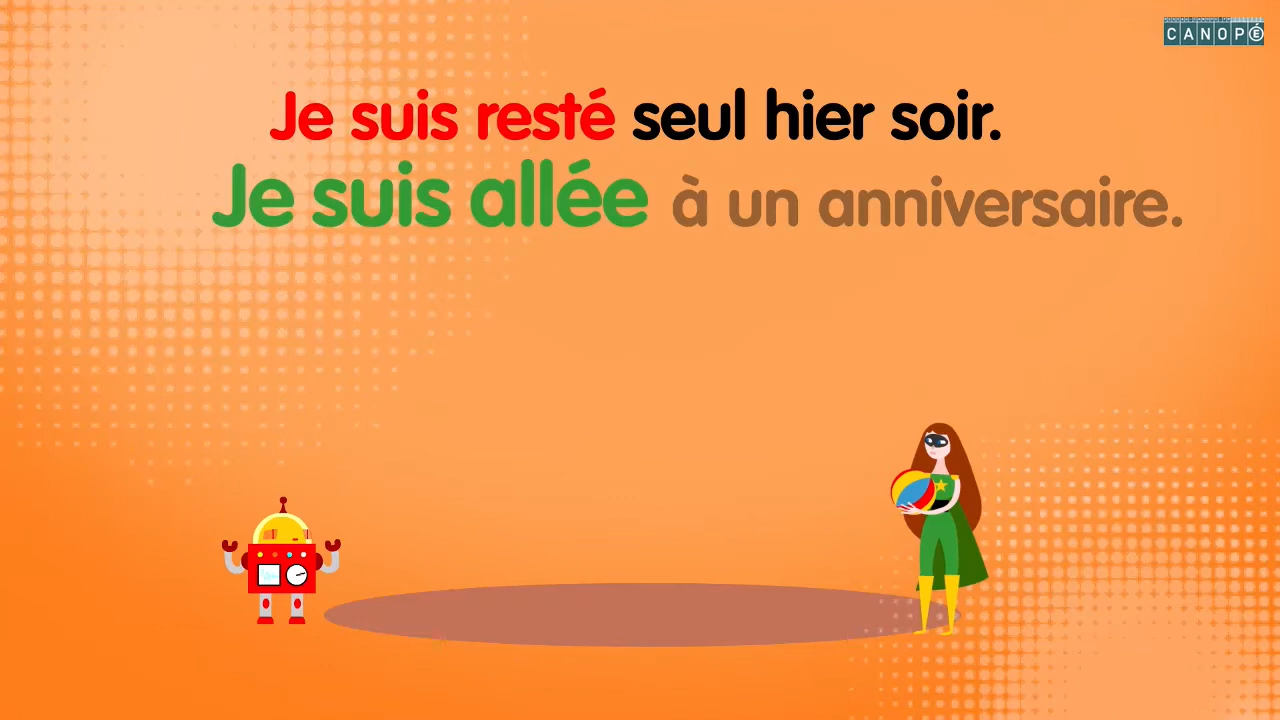 CANOPÉ
Je suis resté seul hier soir.
Je suis allée à un anniversaire.